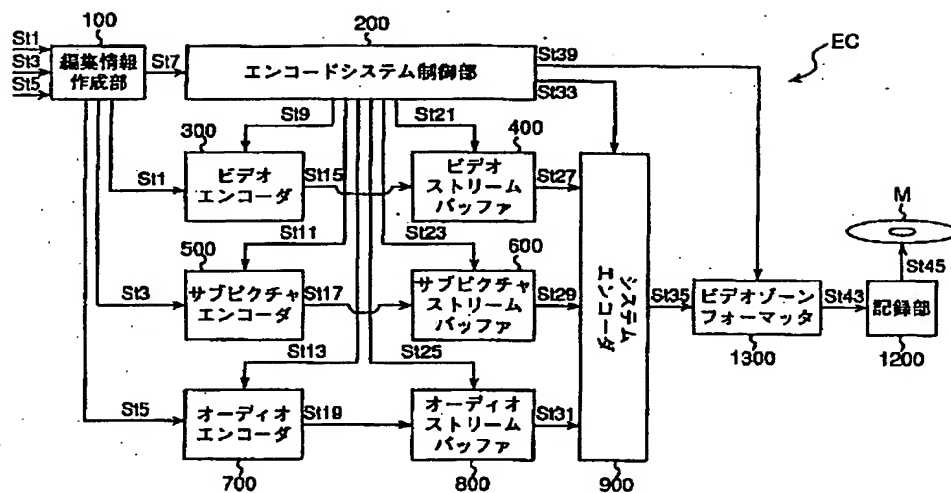 100
200
St1
St3
St5
編集情報
作成部
St7
エンコードシステム制御部
St39
St33
EC
St9
St21
300
400
St1
ビデオ
エンコーダ
St15
ビデオ
ストリーム
バッファ
St27
St11
St23
500
600
St3
サブピクチャ
エンコーダ
St17
サブピクチャ
ストリーム
バッファ
St29
システム
エンコーダ
St35
ビデオゾーン
フォーマッタ
St43
記録部
M
St45
1300
1200
St13
St25
St5
オーディオ
エンコーダ
St19
オーディオ
ストリーム
バッファ
St31
700
800
900